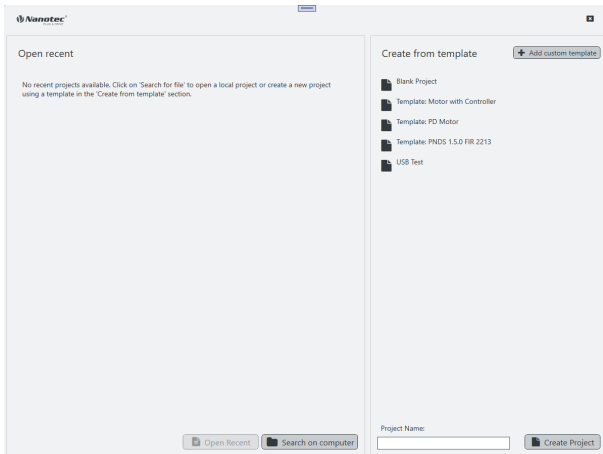 Nanotec®
Open recent
No recent projects available. Click on 'Search for file' to open a local project or create a new project
using a template in the 'Create from template' section.
Open Recent
Search on computer
Create from template
Add custom template
Blank Project
Template: Motor with Controller
Template: PD Motor
Template: PNDS 1.5.0 FIR 2213
USB Test
Project Name:
Create Project